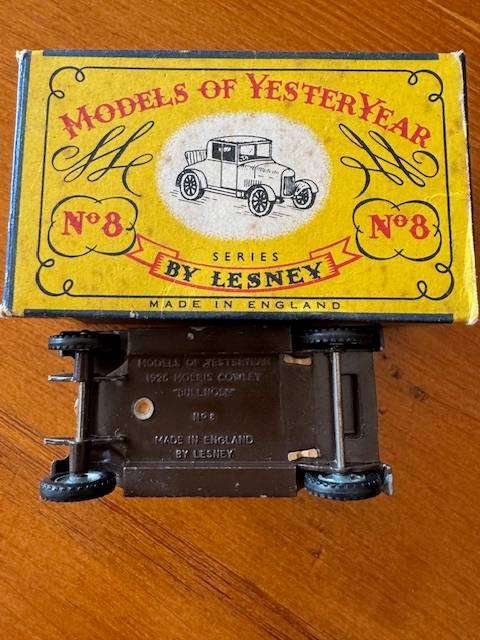 MODELS OF YESTERYEAR
Nº8
Nº8
SERIES
BY LESNEY
MADE IN ENGLAND
MODELS OF YESTERYEAR
1926 MORRIS COWLEY
"BULLNOSE"
Nº 8
MADE IN ENGLAND
BY LESNEY